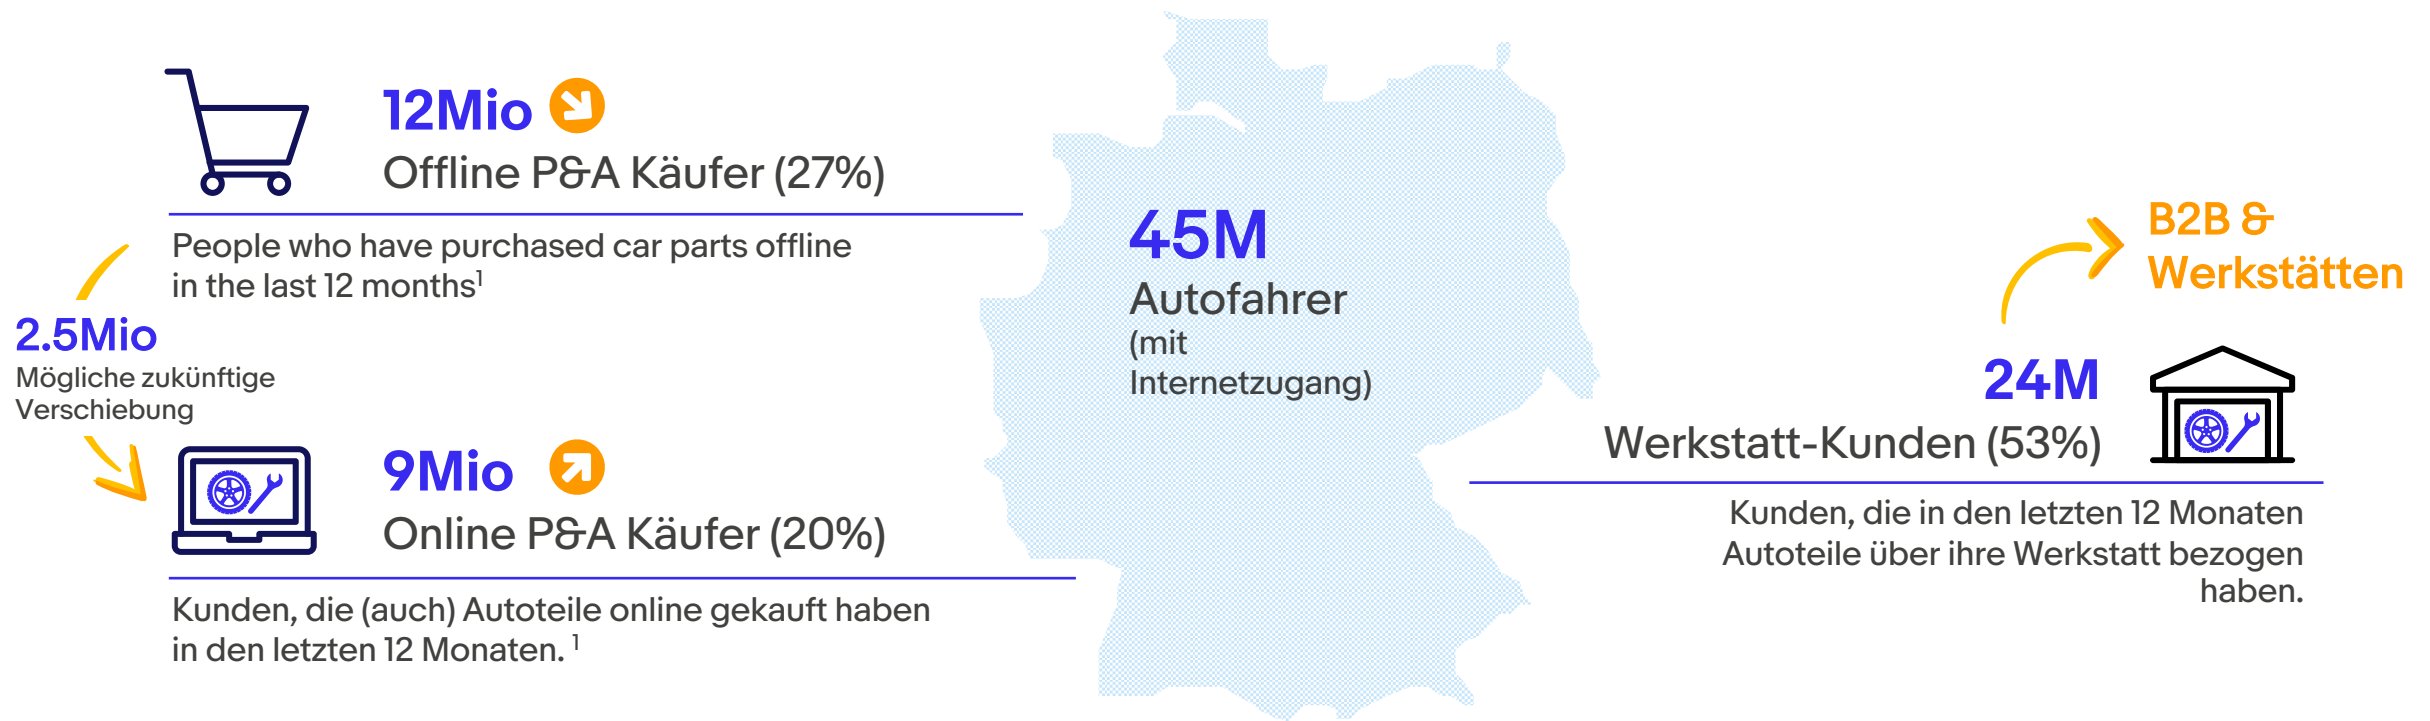 12Mio
Offline P&A Käufer (27%)
People who have purchased car parts offline
in the last 12 months¹
2.5Mio
Mögliche zukünftige
Verschiebung
9Mio
Online P&A Käufer (20%)
Kunden, die (auch) Autoteile online gekauft haben
in den letzten 12 Monaten. ¹
45M
Autofahrer
(mit
Internetzugang)
B2B &
Werkstätten
24M
Werkstatt-Kunden (53%)
Kunden, die in den letzten 12 Monaten
Autoteile über ihre Werkstatt bezogen
haben.